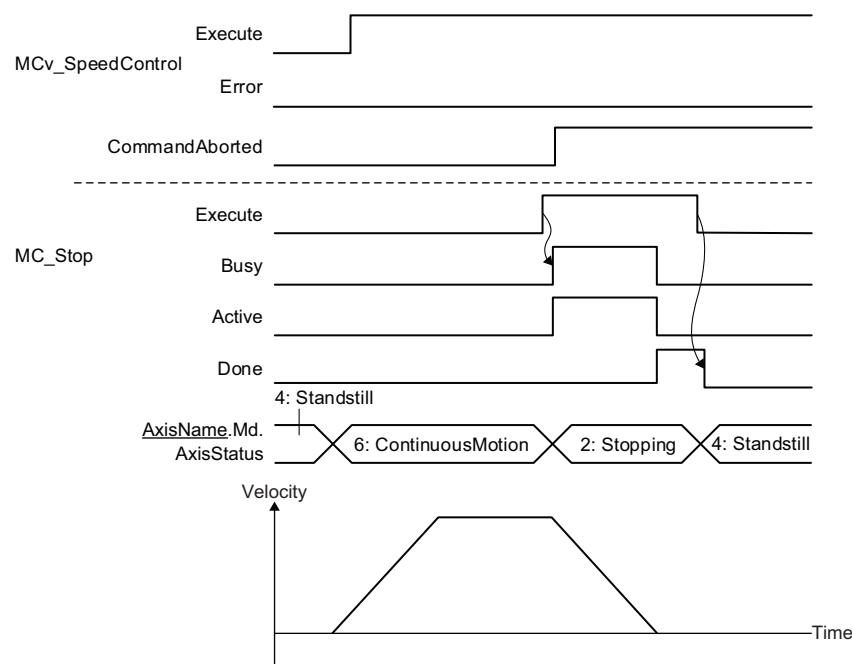 Execute
MCv_SpeedControl
Error
CommandAborted
Execute
MC_Stop
Busy
Active
Done
4: Standstill
AxisName.Md.
AxisStatus
6: ContinuousMotion
2: Stopping
4: Standstill
Velocity
Time